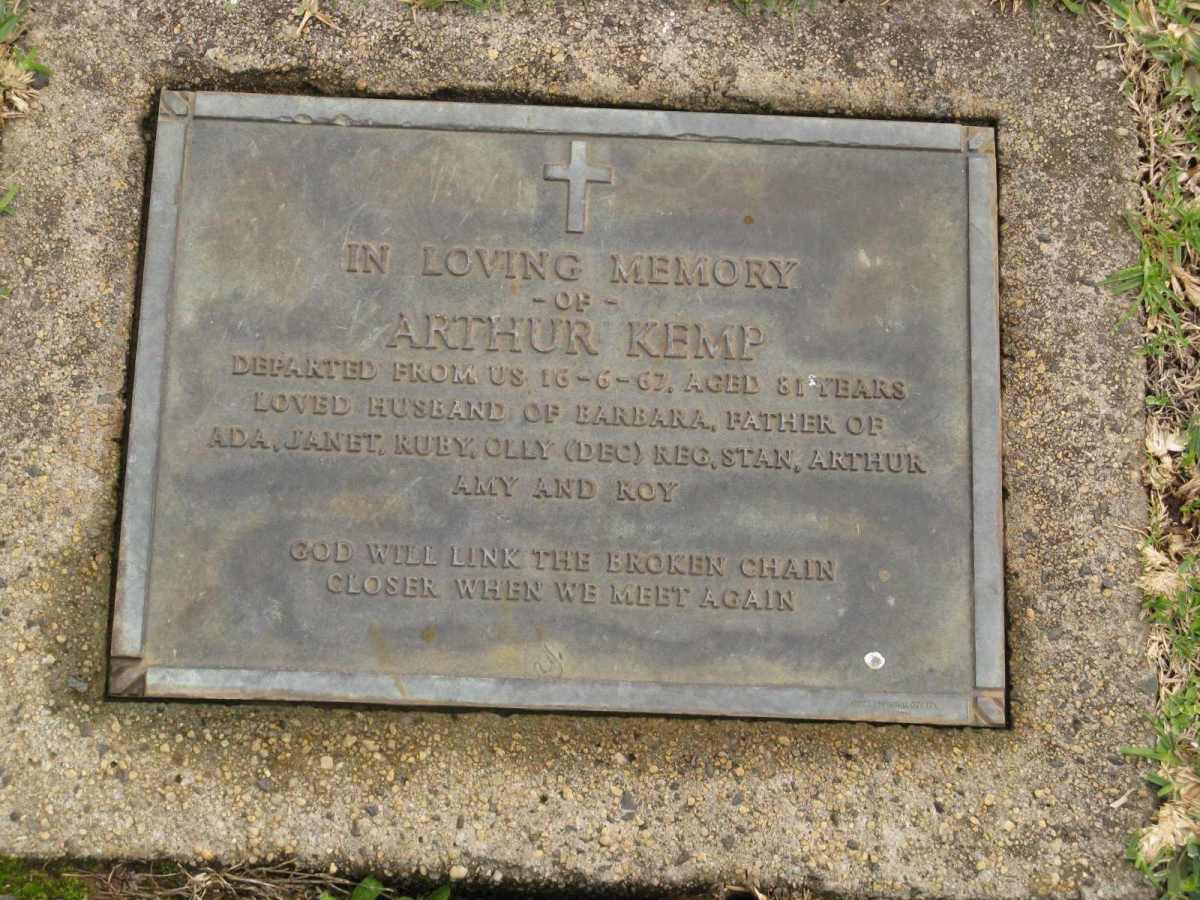 IN LOVING MEMORY
- OF -
ARTHUR KEMP
DEPARTED FROM US 16-6-67, AGED 81 YEARS
LOVED HUSBAND OF BARBARA, FATHER OF
ADA, JANET, RUBY, OLLY (DEC) REG, STAN, ARTHUR
AMY AND ROY
GOD WILL LINK THE BROKEN CHAIN
CLOSER WHEN WE MEET AGAIN